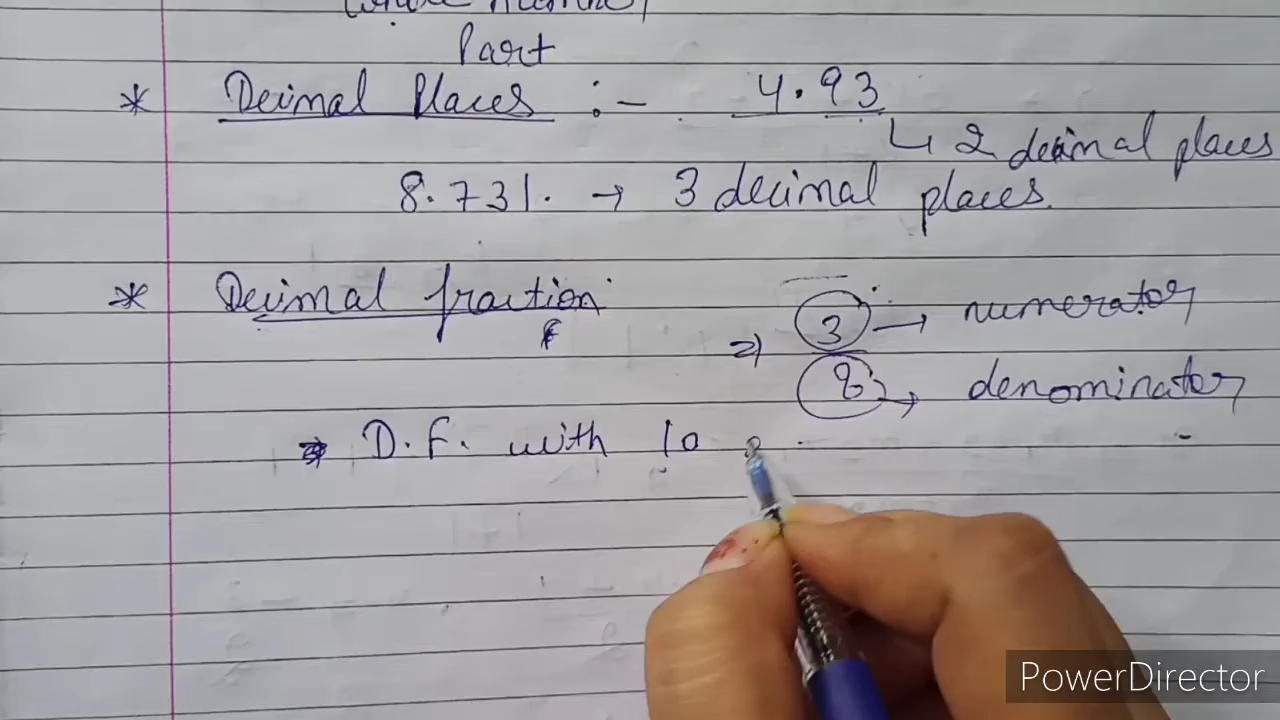 Part
* Decimal Places :- 4.93
↳ 2 decimal places
8.731. → 3 decimal places.
* Decimal fraction
⇒ 3 → numerator
8 → denominator
D.F. with 10
PowerDirector